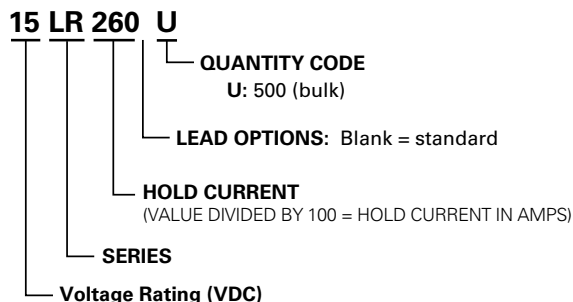 15 LR 260 U
QUANTITY CODE
U: 500 (bulk)
LEAD OPTIONS: Blank = standard
HOLD CURRENT
(VALUE DIVIDED BY 100 = HOLD CURRENT IN AMPS)
SERIES
Voltage Rating (VDC)